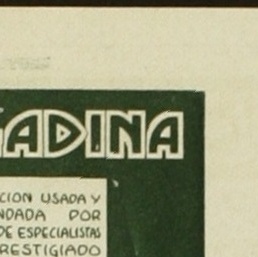 ADINA
CION USADA Y
NDADA POR
DE ESPECIALISTAS
RESTIGIADO